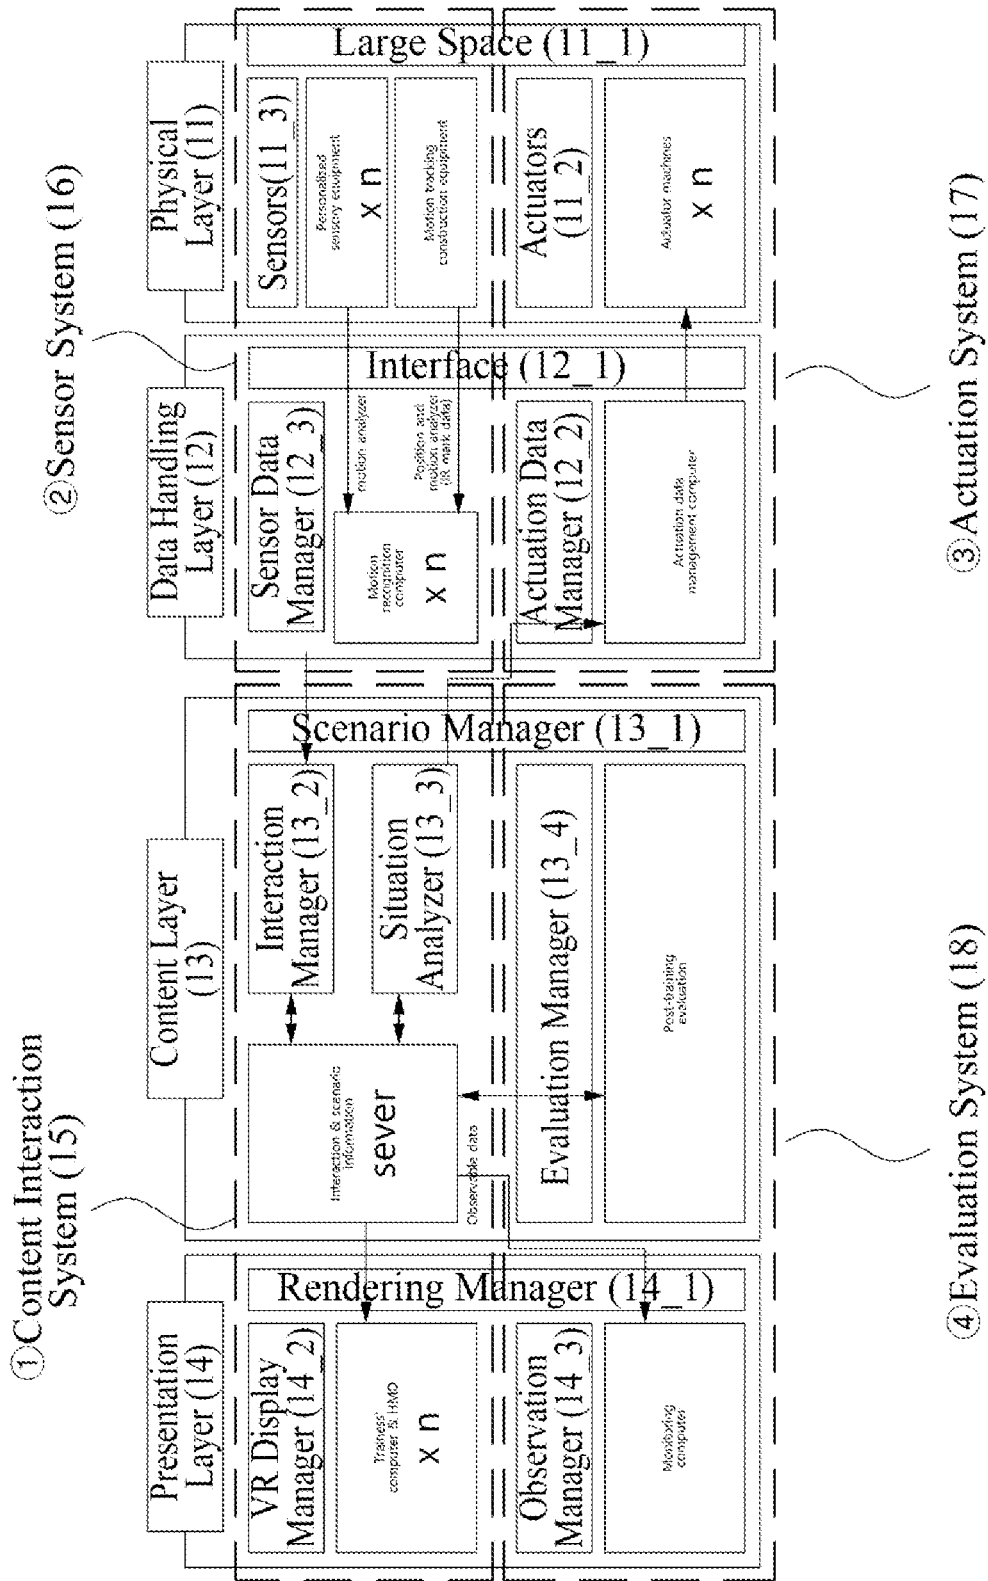 ①Content Interaction
System (15)
②Sensor System (16)
Presentation
Layer (14)
Content Layer
(13)
Data Handling
Layer (12)
Physical
Layer (11)
Rendering Manager (14_1)
VR Display
Manager (14_2)
Trainess'
computer & HMD
x n
Observation
Manager (14_3)
Monitoring
computer
Scenario Manager (13_1)
Interaction & scenario
information
sever
Interaction
Manager (13_2)
Situation
Analyzer (13_3)
Observable data
Evaluation Manager (13_4)
Post-training
evaluation
Interface (12_1)
Sensor Data
Manager (12_3)
motion analyzer
Motion
recognition
computer
x n
Position and
motion analyzer
(IR mark data)
Actuation Data
Manager (12_2)
Actuation data
management computer
Large Space (11_1)
Sensors(11_3)
Personalized
sensory equipment
x n
Motion tracking
construction equipment
Actuators
(11_2)
Actuator machines
x n
④Evaluation System (18)
③Actuation System (17)